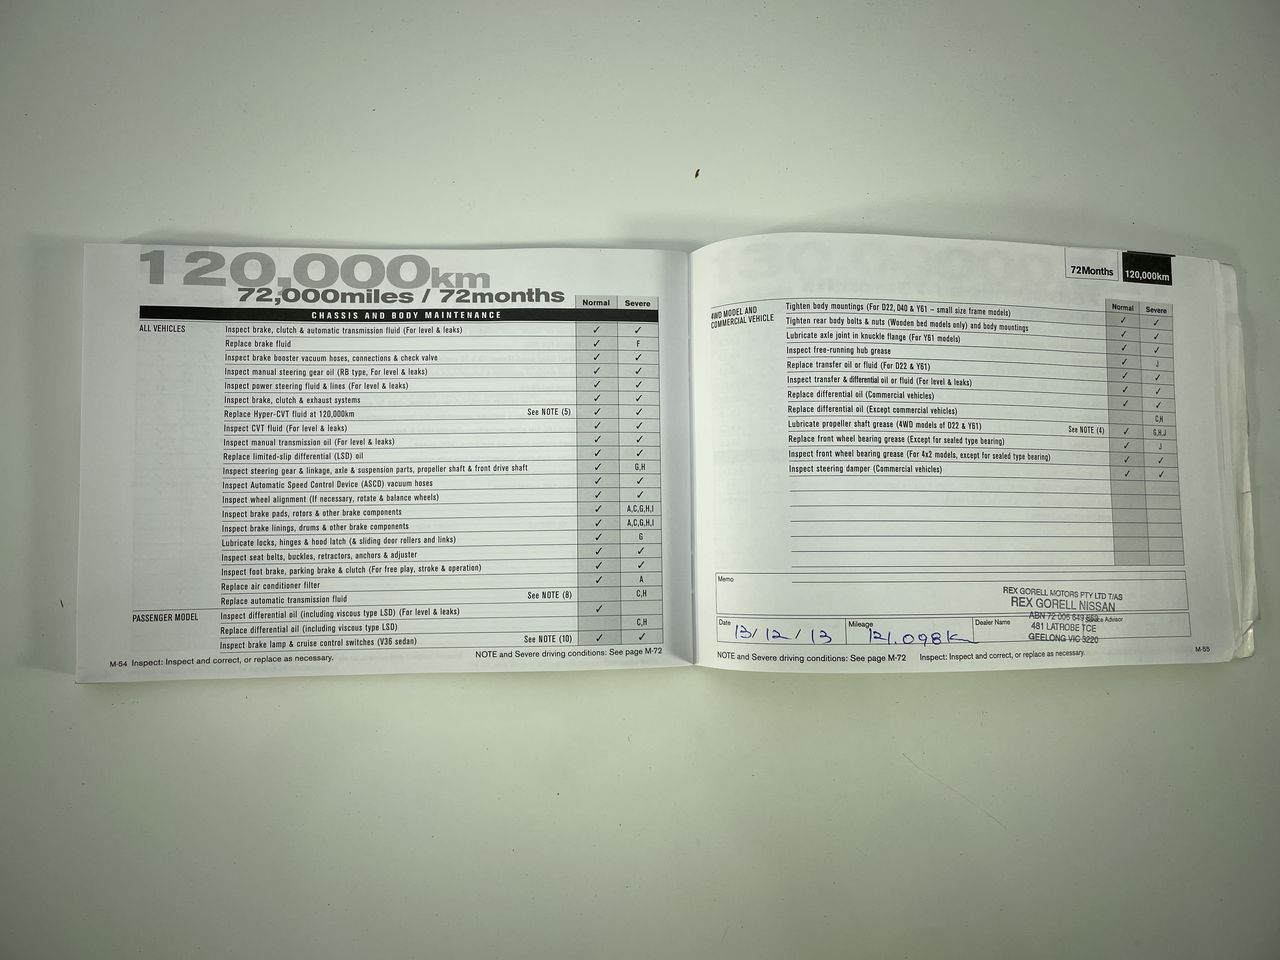 120,000km
72,000miles / 72months
Normal Severe
CHASSIS AND BODY MAINTENANCE
ALL VEHICLES Inspect brake, clutch & automatic transmission fluid (For level & leaks) ✓ ✓
Replace brake fluid ✓ F
Inspect brake booster vacuum hoses, connections & check valve ✓ ✓
Inspect manual steering gear oil (RB type, For level & leaks) ✓ ✓
Inspect power steering fluid & lines (For level & leaks) ✓ ✓
Inspect brake, clutch & exhaust systems ✓ ✓
Replace Hyper-CVT fluid at 120,000km See NOTE (5) ✓ ✓
Inspect CVT fluid (For level & leaks) ✓ ✓
Inspect manual transmission oil (For level & leaks) ✓ ✓
Replace limited-slip differential (LSD) oil ✓ ✓
Inspect steering gear & linkage, axle & suspension parts, propeller shaft & front drive shaft ✓ G,H
Inspect Automatic Speed Control Device (ASCD) vacuum hoses ✓ ✓
Inspect wheel alignment (If necessary, rotate & balance wheels) ✓ ✓
Inspect brake pads, rotors & other brake components ✓ A,C,G,H,I
Inspect brake linings, drums & other brake components ✓ A,C,G,H,I
Lubricate locks, hinges & hood latch (& sliding door rollers and links) ✓ G
Inspect seat belts, buckles, retractors, anchors & adjuster ✓ ✓
Inspect foot brake, parking brake & clutch (For free play, stroke & operation) ✓ ✓
Replace air conditioner filter ✓ A
Replace automatic transmission fluid See NOTE (8) C,H
PASSENGER MODEL Inspect differential oil (including viscous type LSD) (For level & leaks) ✓
Replace differential oil (including viscous type LSD) C,H
Inspect brake lamp & cruise control switches (V36 sedan) See NOTE (10) ✓ ✓
M-54 Inspect: Inspect and correct, or replace as necessary. NOTE and Severe driving conditions: See page M-72
72Months 120,000km
Normal Severe
4WD MODEL AND
COMMERCIAL VEHICLE
Tighten body mountings (For D22, D40 & Y61 – small size frame models) ✓ ✓
Tighten rear body bolts & nuts (Wooden bed models only) and body mountings ✓ ✓
Lubricate axle joint in knuckle flange (For Y61 models) ✓ ✓
Inspect free-running hub grease ✓ J
Replace transfer oil or fluid (For D22 & Y61) ✓ ✓
Inspect transfer & differential oil or fluid (For level & leaks) ✓ ✓
Replace differential oil (Commercial vehicles) ✓ ✓
Replace differential oil (Except commercial vehicles) C,H
Lubricate propeller shaft grease (4WD models of D22 & Y61) See NOTE (4) ✓ G,H,J
Replace front wheel bearing grease (Except for sealed type bearing) ✓ J
Inspect front wheel bearing grease (For 4x2 models, except for sealed type bearing) ✓ ✓
Inspect steering damper (Commercial vehicles) ✓ ✓
Memo
REX GORELL MOTORS PTY LTD T/AS
REX GORELL NISSAN
ABN 72 006
481 LATROBE TCE
GEELONG VIC 3220
Date 13/12/13 Mileage 121,098k Dealer Name Service Advisor
NOTE and Severe driving conditions: See page M-72 Inspect: Inspect and correct, or replace as necessary. M-55